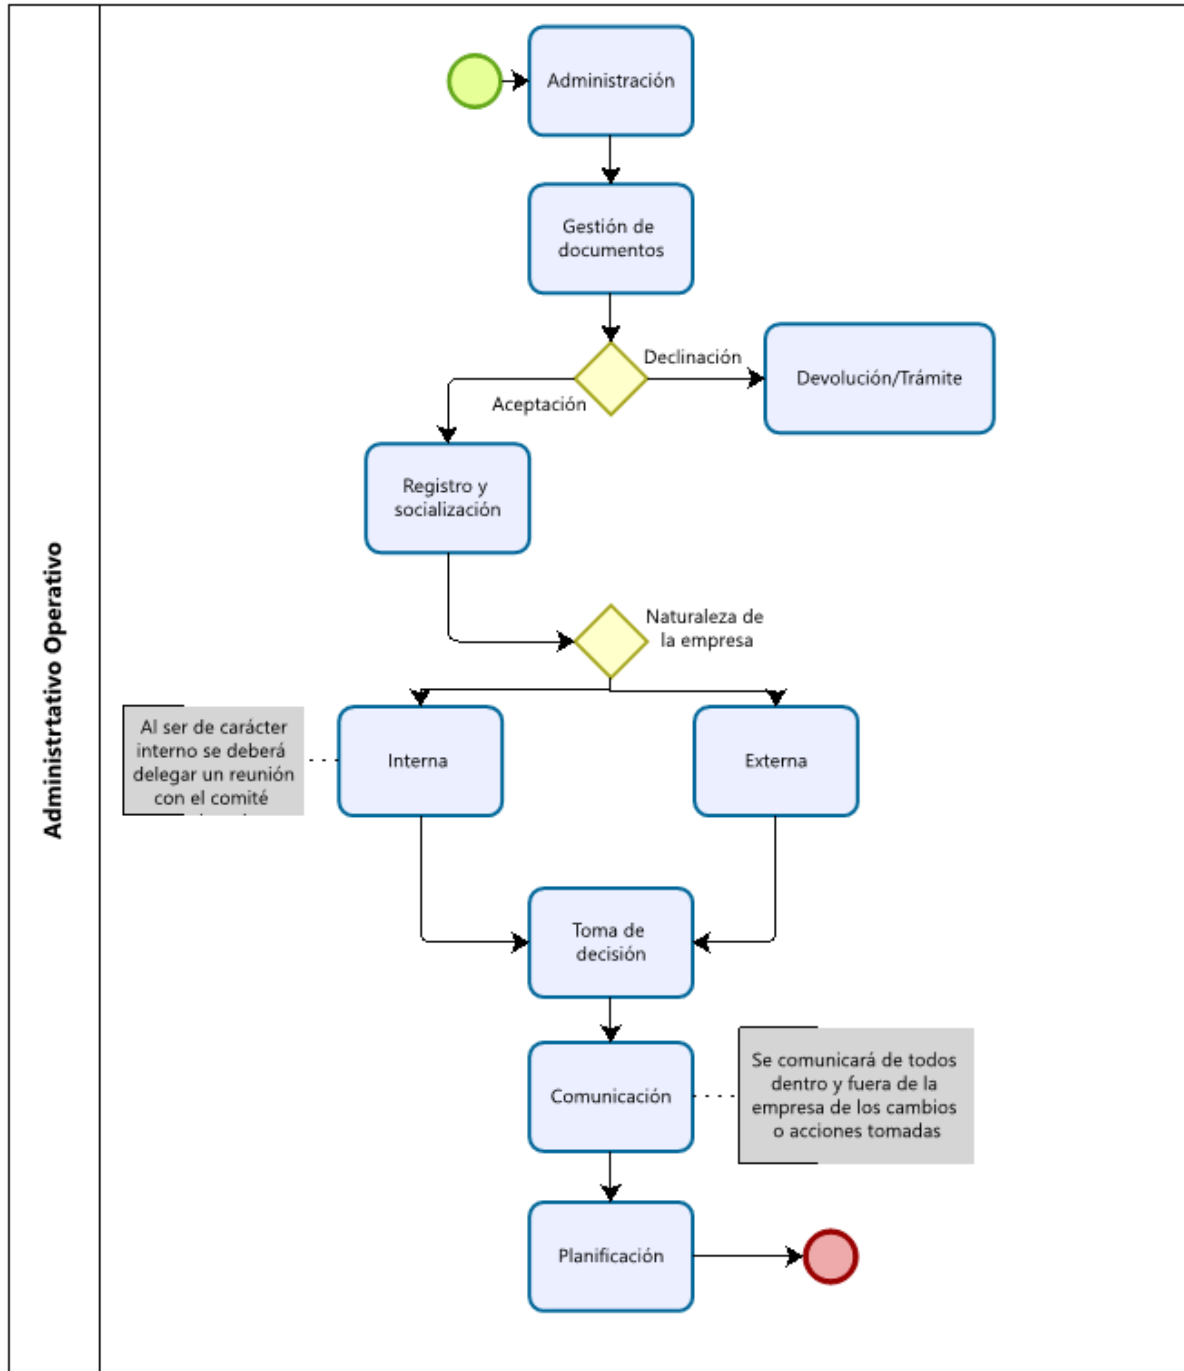 Administrtativo Operativo
Administración
Gestión de
documentos
Declinación
Devolución/Trámite
Aceptación
Registro y
socialización
Naturaleza de
la empresa
Al ser de carácter
interno se deberá
delegar un reunión
con el comité
Interna
Externa
Toma de
decisión
Comunicación
Se comunicará de todos
dentro y fuera de la
empresa de los cambios
o acciones tomadas
Planificación